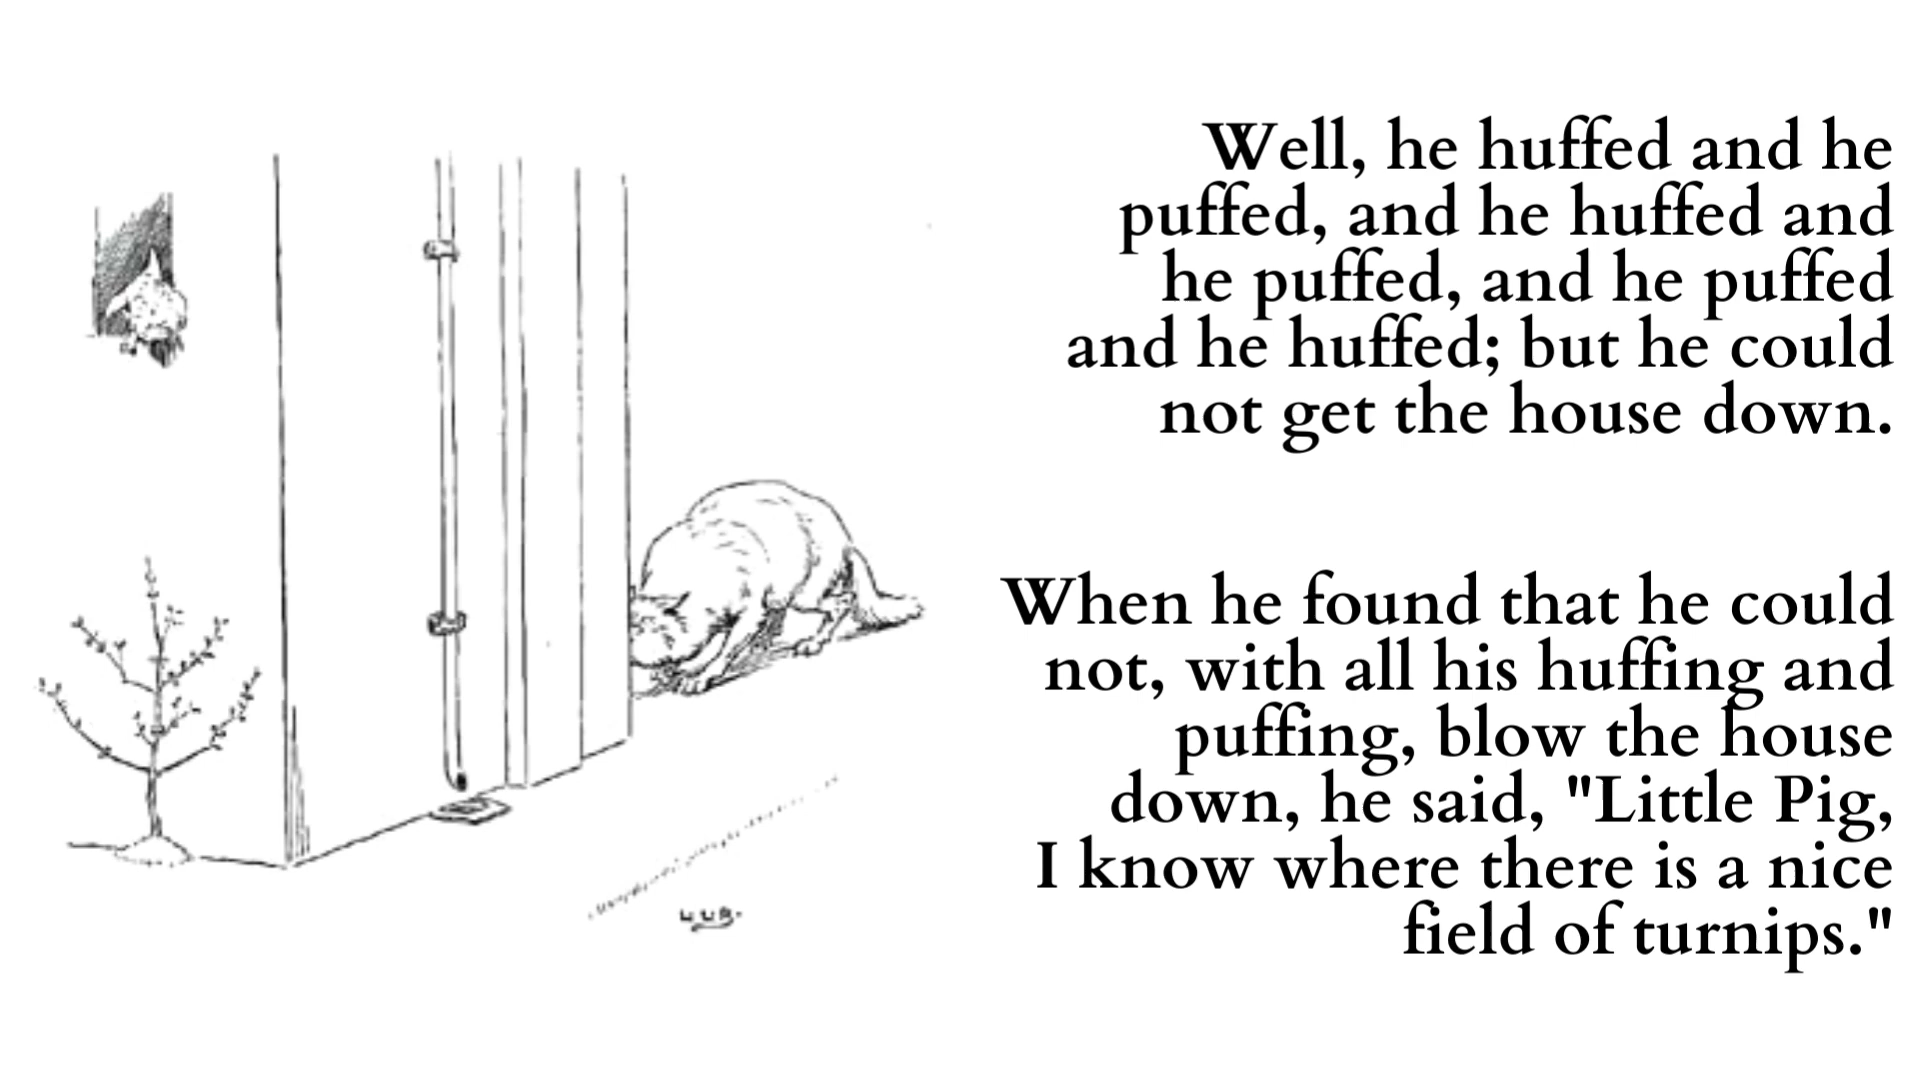 Well, he huffed and he
puffed, and he huffed and
he puffed, and he puffed
and he huffed; but he could
not get the house down.
When he found that he could
not, with all his huffing and
puffing, blow the house
down, he said, "Little Pig,
I know where there is a nice
field of turnips."